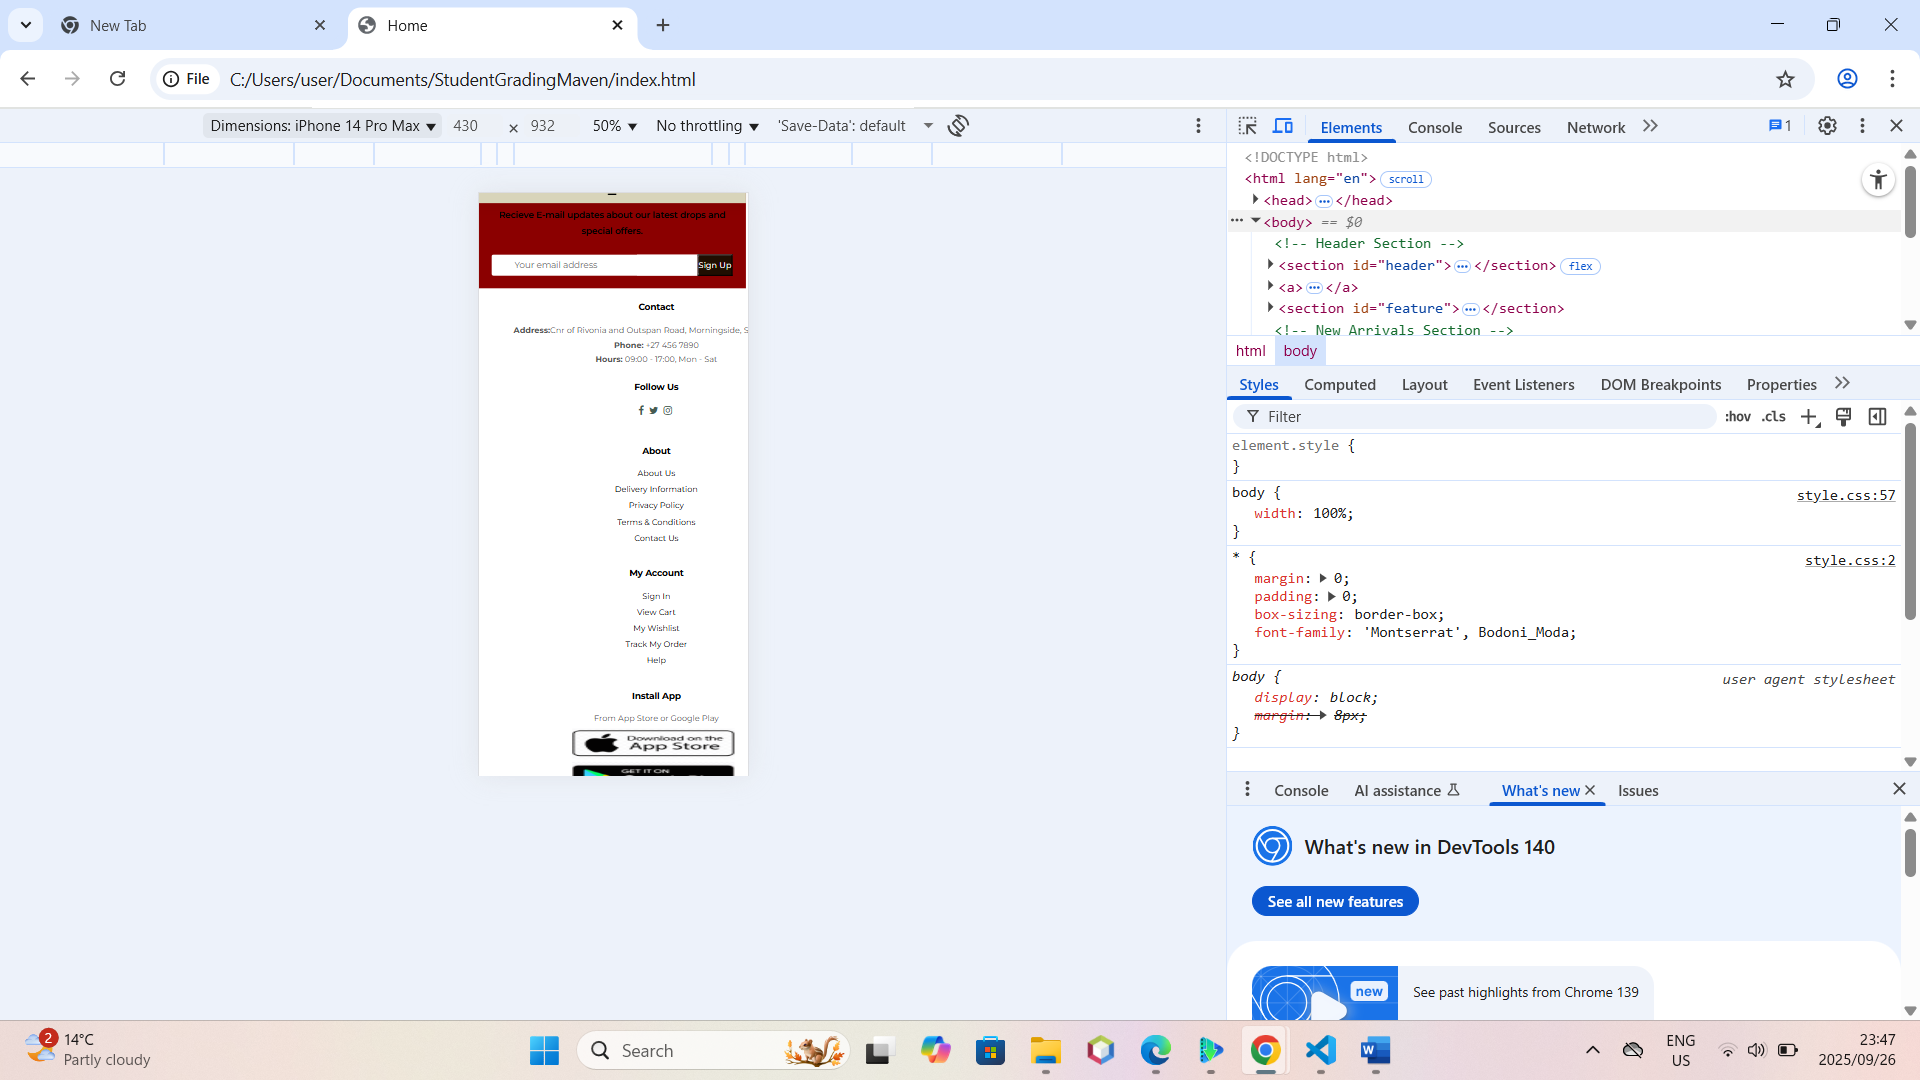 New Tab
Home
File
C:/Users/user/Documents/StudentGradingMaven/index.html
Dimensions: iPhone 14 Pro Max ▼ 430 × 932 50% ▼ No throttling ▼ 'Save-Data': default
Recieve E-mail updates about our latest drops and
special offers.
Your email address
Sign Up
Contact
Address:Cnr of Rivonia and Outspan Road, Morningside, S
Phone: +27 456 7890
Hours: 09:00 - 17:00, Mon - Sat
Follow Us
About
About Us
Delivery Information
Privacy Policy
Terms & Conditions
Contact Us
My Account
Sign In
View Cart
My Wishlist
Track My Order
Help
Install App
From App Store or Google Play
Download on the
App Store
GET IT ON
Elements Console Sources Network 1
<!DOCTYPE html>
<html lang="en"> scroll
<head> </head>
<body> == $0
<!-- Header Section -->
<section id="header"> </section> flex
<a> </a>
<section id="feature"> </section>
<!-- New Arrivals Section -->
html body
Styles Computed Layout Event Listeners DOM Breakpoints Properties
Filter :hov .cls
element.style {
}
body { style.css:57
width: 100%;
}
* { style.css:2
margin: 0;
padding: 0;
box-sizing: border-box;
font-family: 'Montserrat', Bodoni_Moda;
}
body { user agent stylesheet
display: block;
margin: 8px;
}
Console AI assistance What's new Issues
What's new in DevTools 140
See all new features
new
See past highlights from Chrome 139
2
14°C
Partly cloudy
Search
ENG
US
23:47
2025/09/26